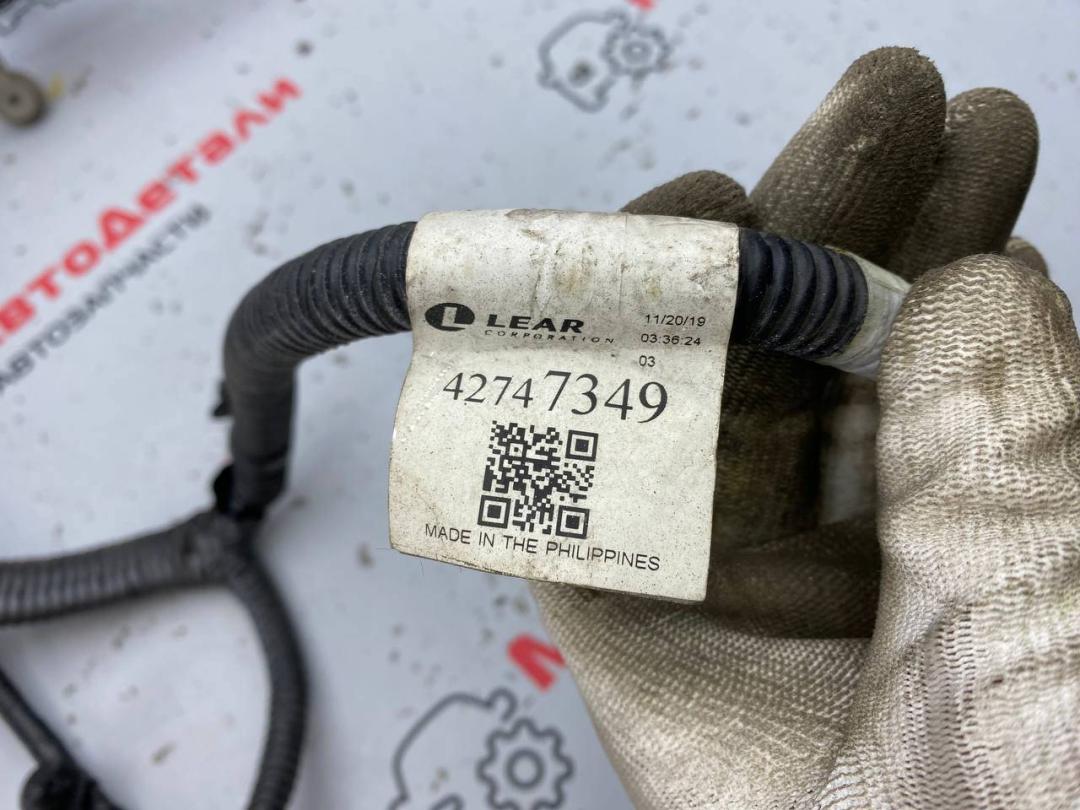 АвтоДетали
АВТОЗАПЧАСТИ
LEAR
CORPORATION
11/20/19
03:36:24
03
42747349
MADE IN THE PHILIPPINES